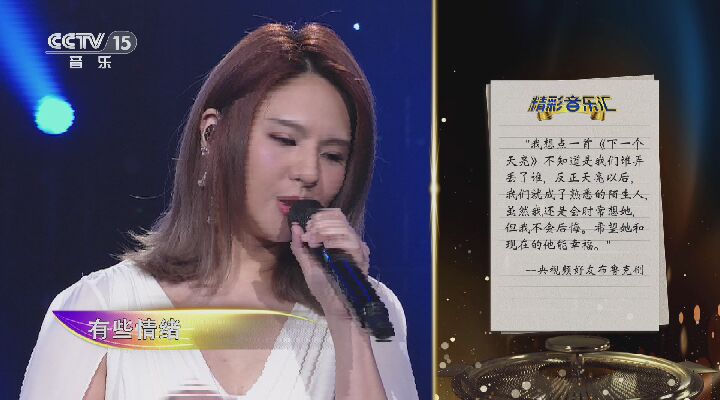 CCTV 15
音乐
精彩音乐汇
"我想点一首《下一个
天亮》不知道是我们谁弄
丢了谁，反正天亮以后，
我们就成了熟悉的陌生人，
虽然我还是会时常想她，
但我不会后悔。希望她和
现在的他能幸福。"
--央视频好友布鲁克刚
有些情绪